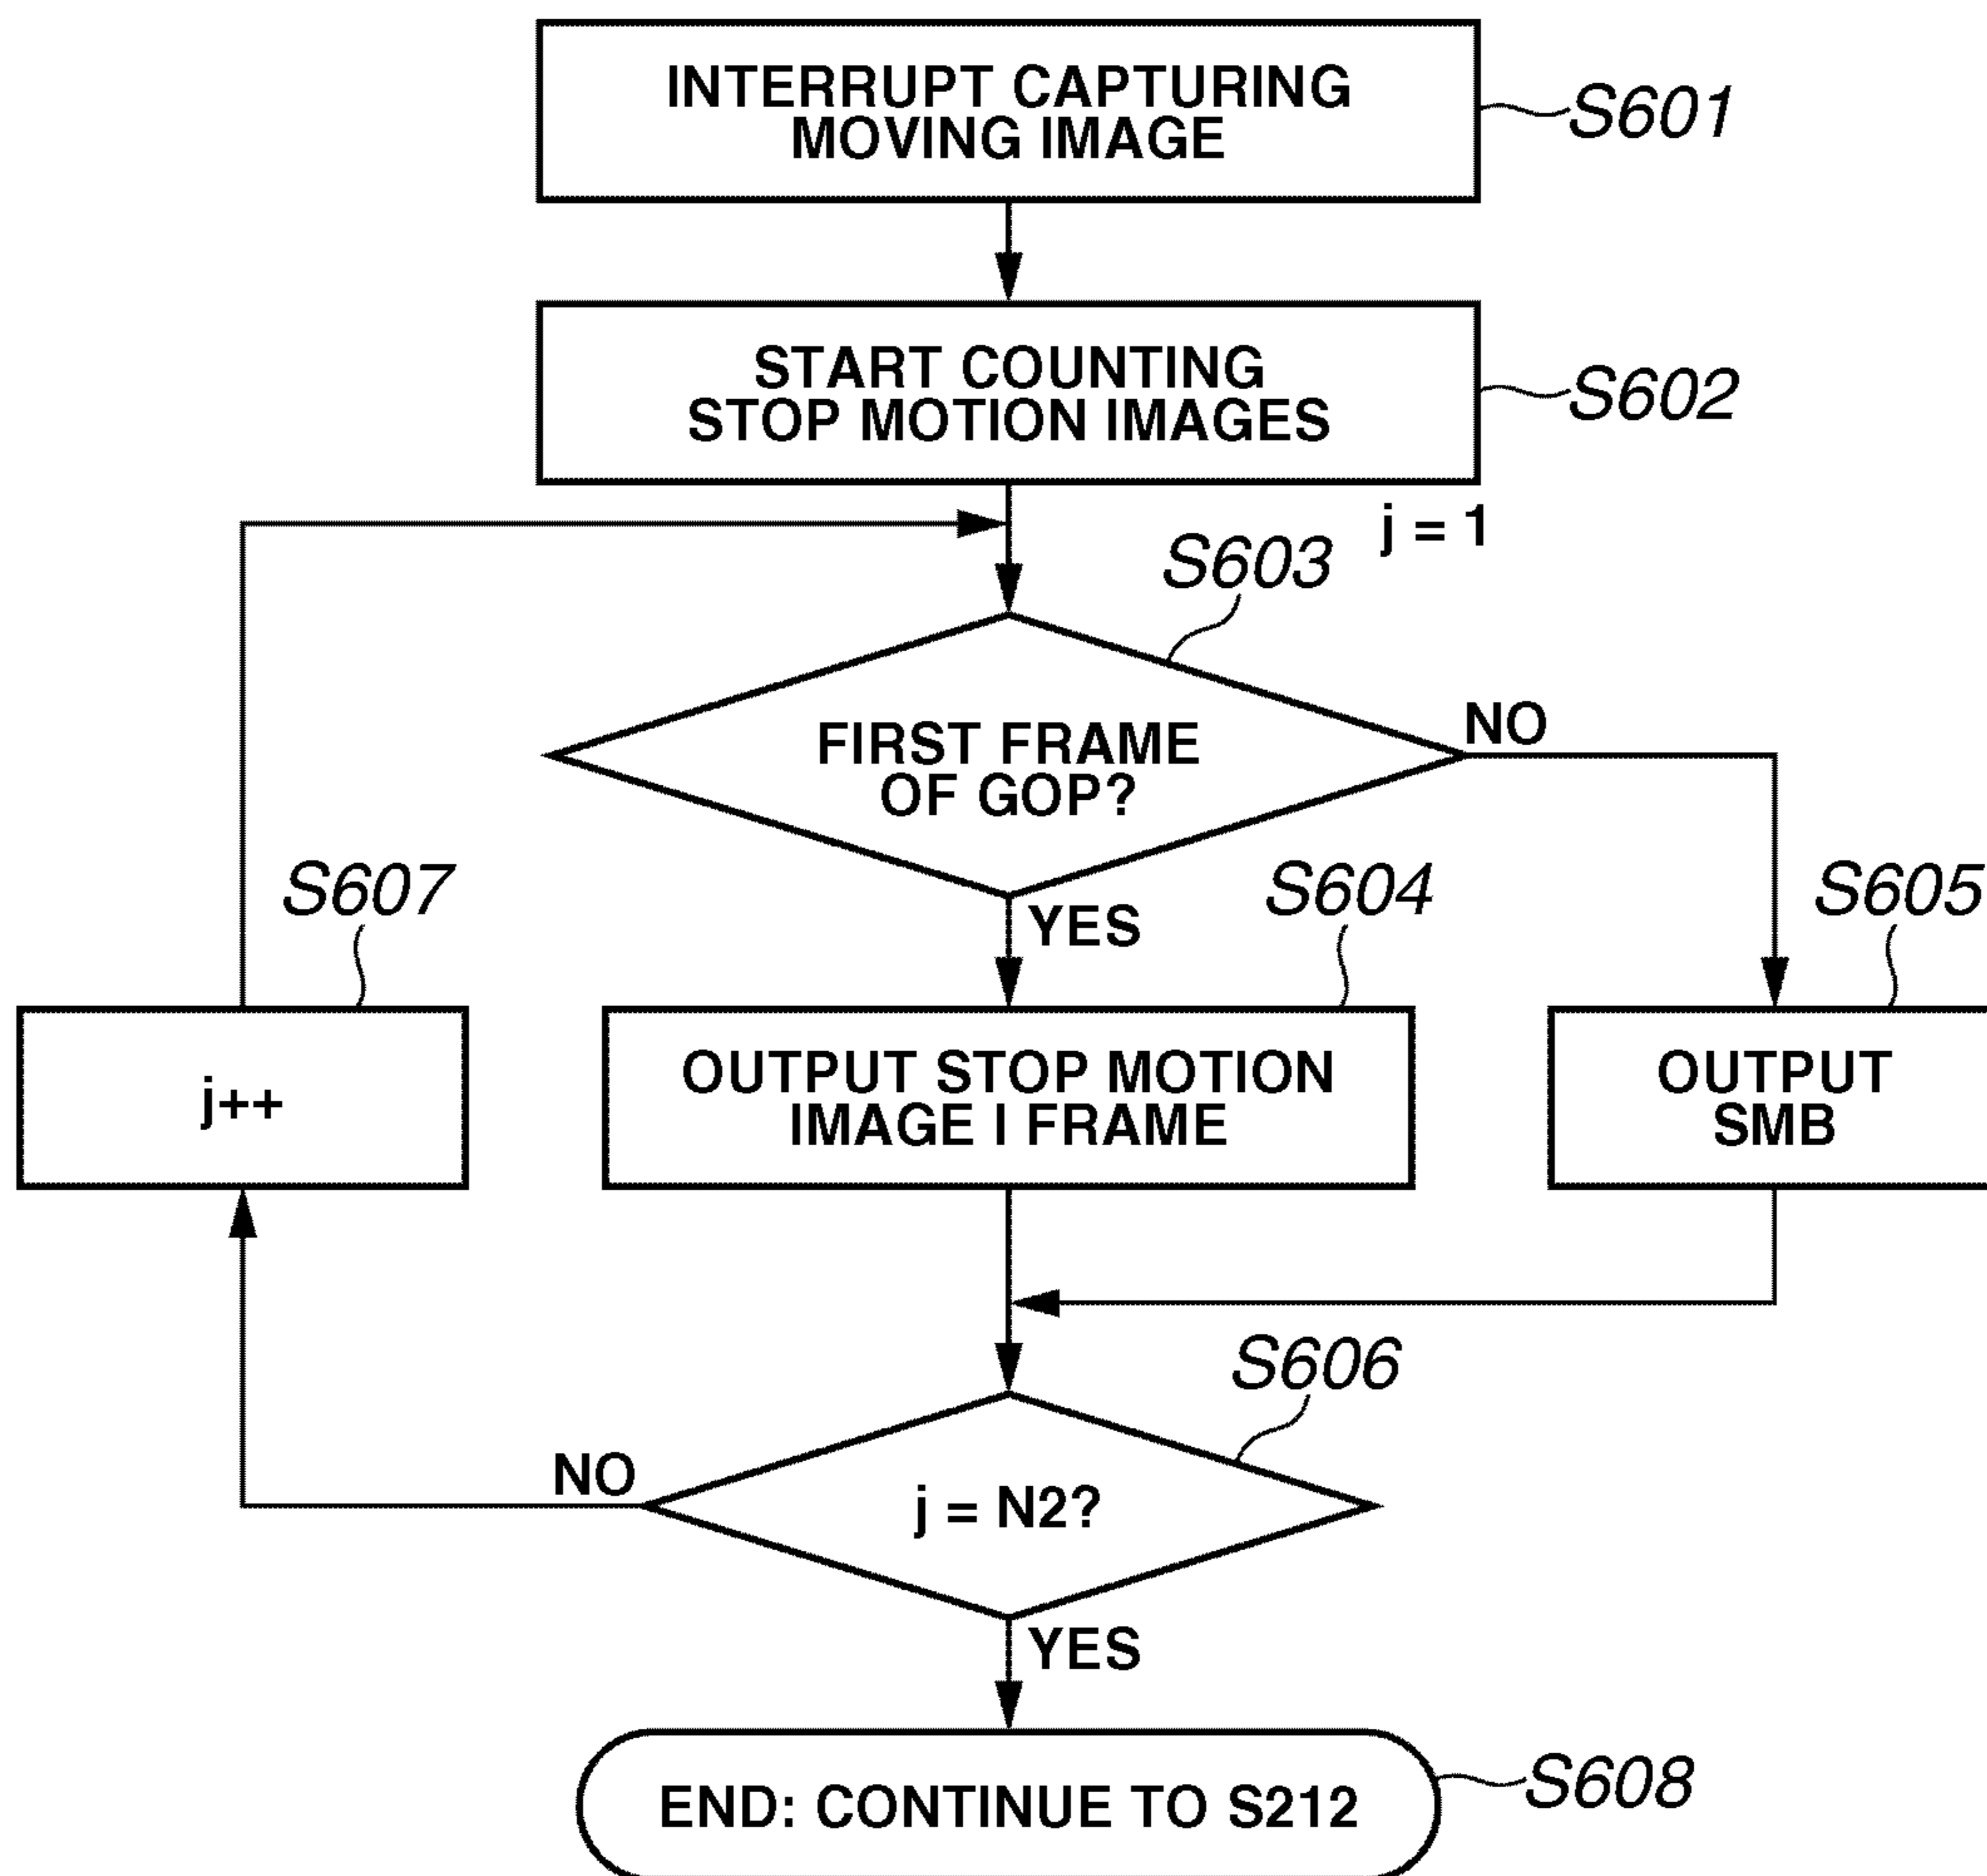 INTERRUPT CAPTURING
MOVING IMAGE
S601
START COUNTING
STOP MOTION IMAGES
S602
j = 1
S603
FIRST FRAME
OF GOP?
NO
YES
S607
S604
S605
j++
OUTPUT STOP MOTION
IMAGE I FRAME
OUTPUT
SMB
S606
NO
j = N2?
YES
END: CONTINUE TO S212
S608